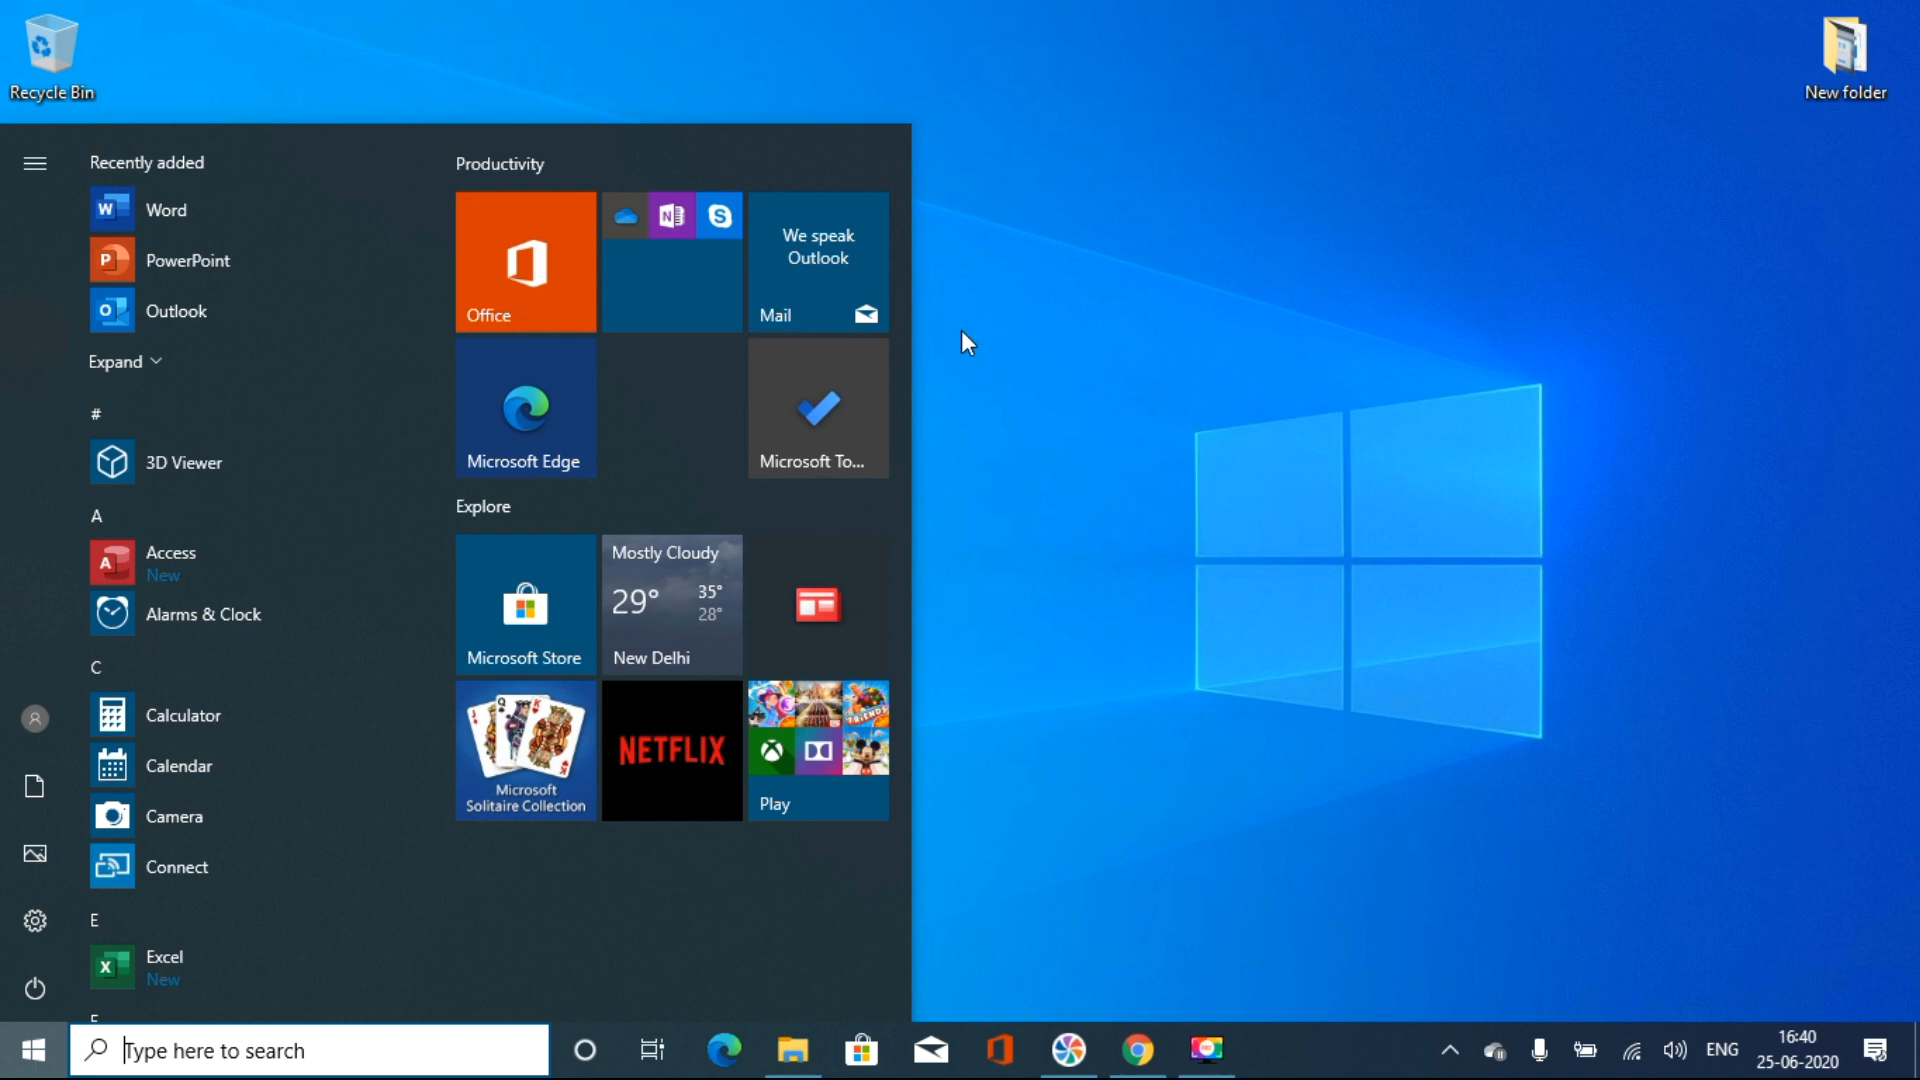 Recycle Bin
New folder
Recently added
Word
PowerPoint
Outlook
Expand
#
3D Viewer
A
Access
New
Alarms & Clock
C
Calculator
Calendar
Camera
Connect
E
Excel
New
Productivity
Office
We speak
Outlook
Mail
Microsoft Edge
Microsoft To...
Explore
Microsoft Store
Mostly Cloudy
29° 35°
28°
New Delhi
Microsoft
Solitaire Collection
NETFLIX
FRIENDS
Play
Type here to search
ENG
16:40
25-06-2020